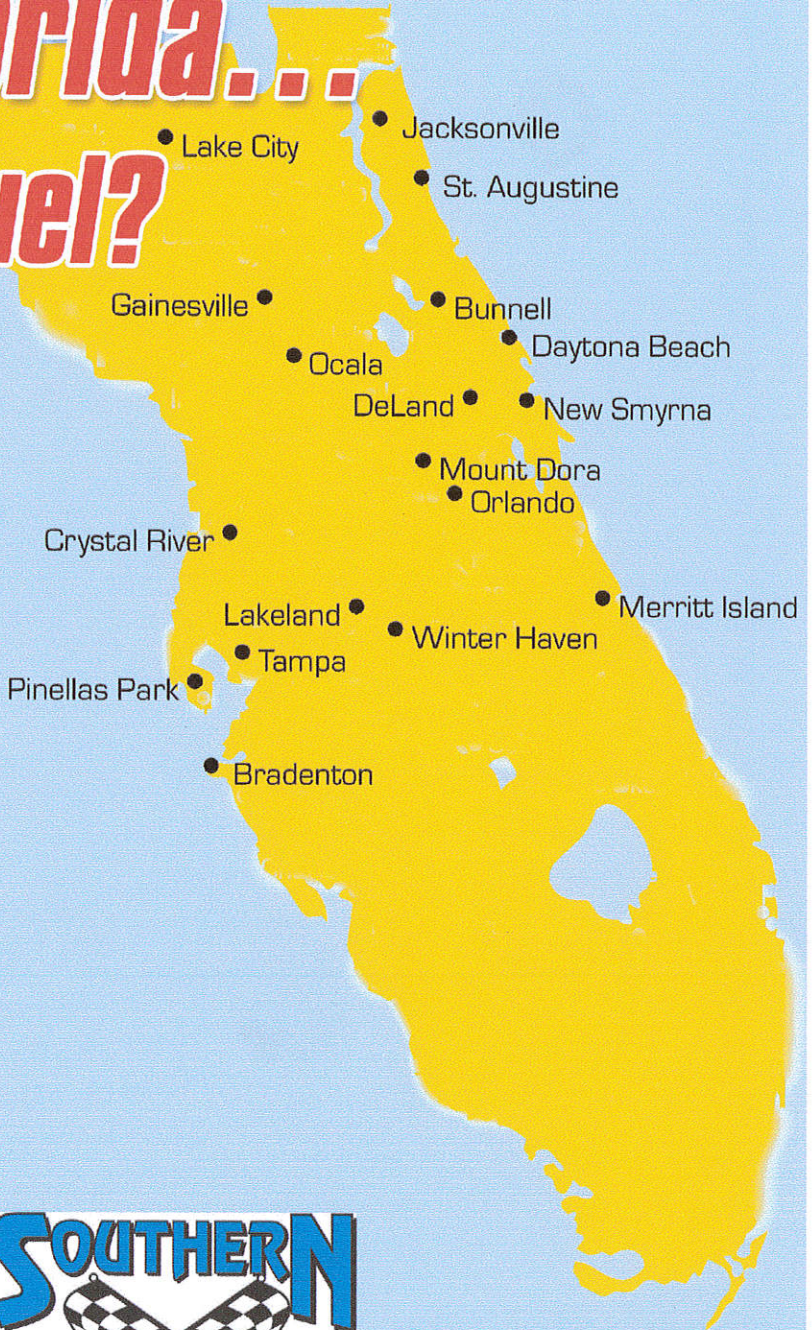 Jacksonville
Lake City
St. Augustine
Gainesville
Bunnell
Daytona Beach
Ocala
DeLand
New Smyrna
Mount Dora
Orlando
Crystal River
Merritt Island
Lakeland
Winter Haven
Tampa
Pinellas Park
Bradenton
SOUTHERN